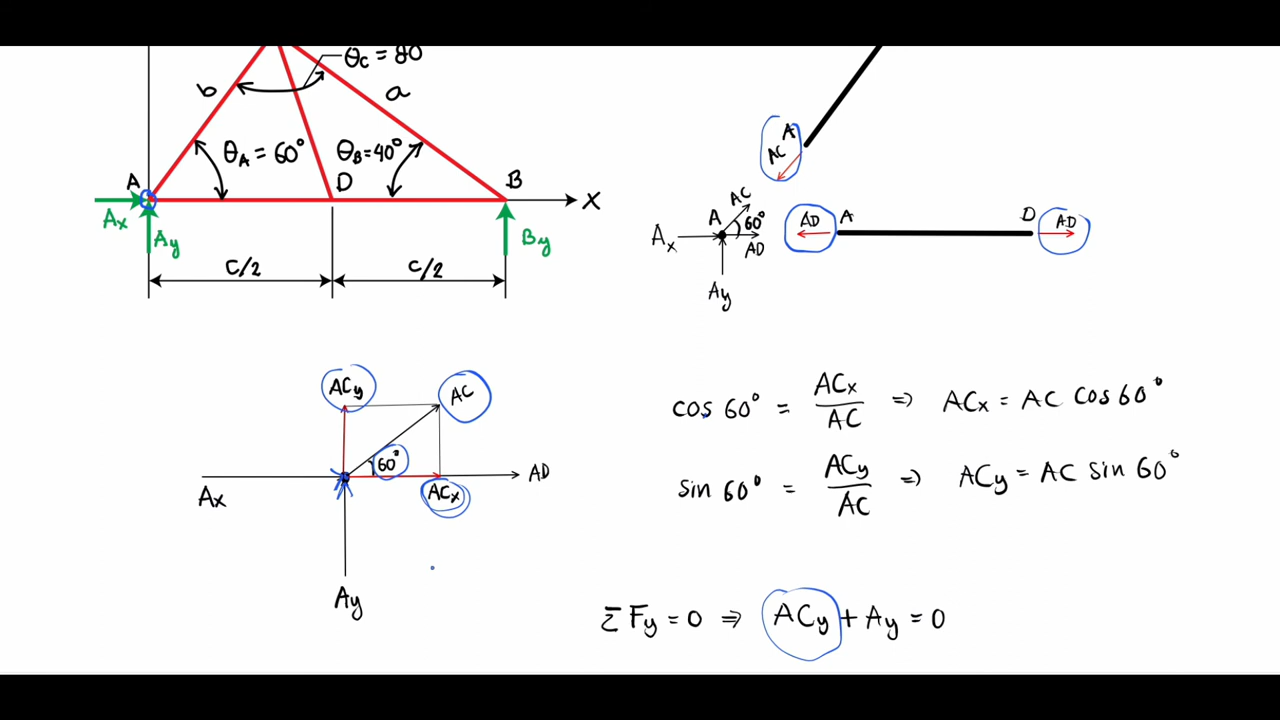 θC = 80
b
a
θA = 60°
θB = 40°
A
D
B
X
Ax
Ay
By
C/2
C/2
A
AC
AC
A
60°
Ax
AD
Ay
AD
A
D
AD
ACy
AC
60°
AD
ACx
Ax
Ay
cos 60° = ACx/AC ⇒ ACx = AC cos 60°
sin 60° = ACy/AC ⇒ ACy = AC sin 60°
Σ Fy = 0 ⇒ ACy + Ay = 0